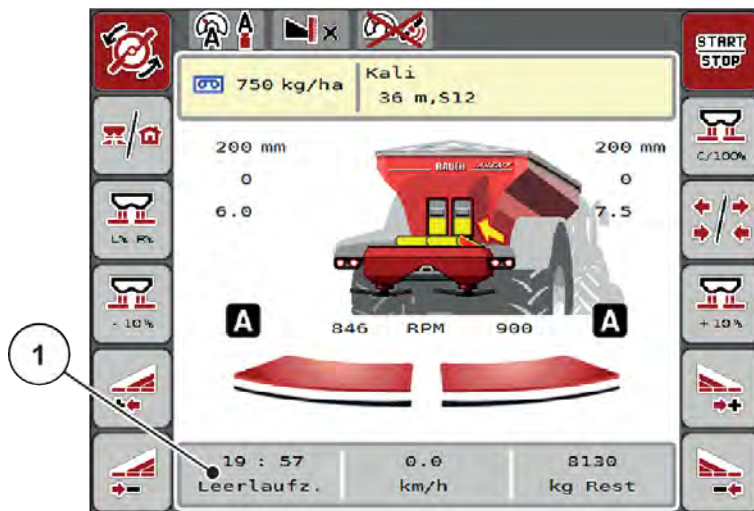 A A
START
STOP
750 kg/ha
Kali
36 m,S12
C/100%
200 mm
200 mm
0
0
6.0
7.5
RAUCH
L% R%
- 10 %
+ 10 %
A
846 RPM 900
A
1
19 : 57
Leerlaufz.
0.0
km/h
8130
kg Rest